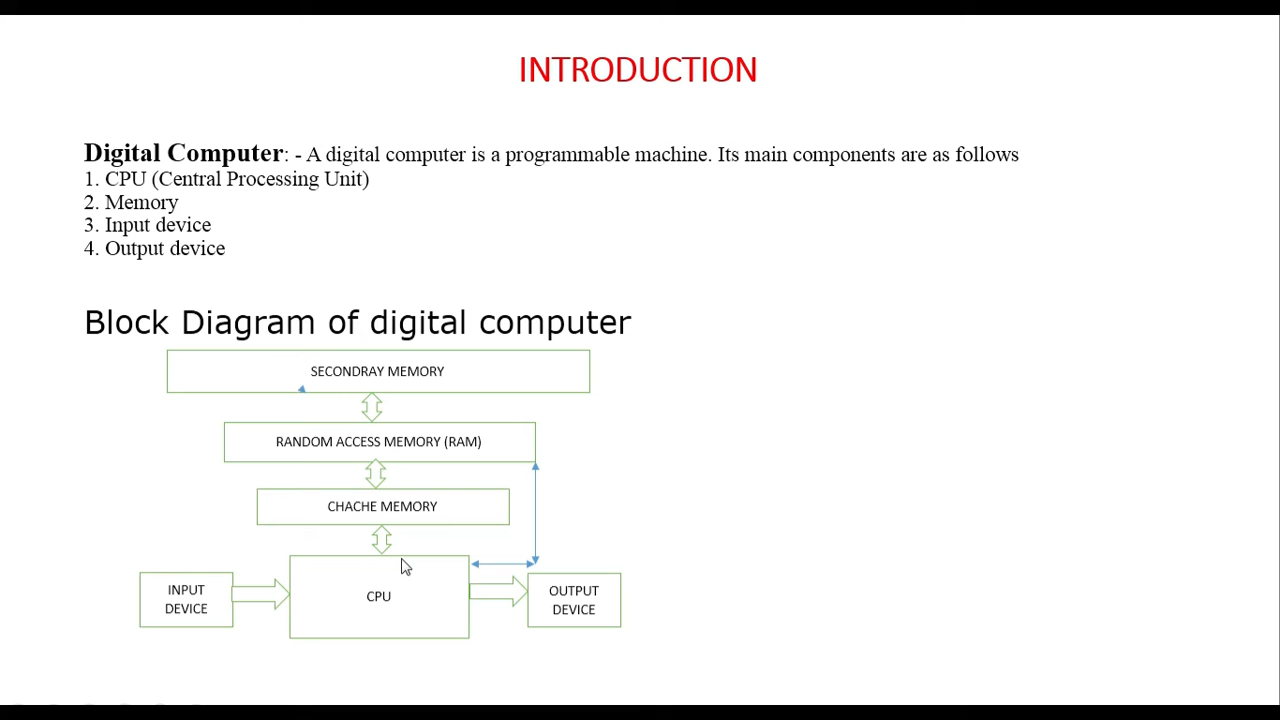 INTRODUCTION
Digital Computer: - A digital computer is a programmable machine. Its main components are as follows
1. CPU (Central Processing Unit)
2. Memory
3. Input device
4. Output device
Block Diagram of digital computer
SECONDRAY MEMORY
RANDOM ACCESS MEMORY (RAM)
CHACHE MEMORY
INPUT
DEVICE
CPU
OUTPUT
DEVICE